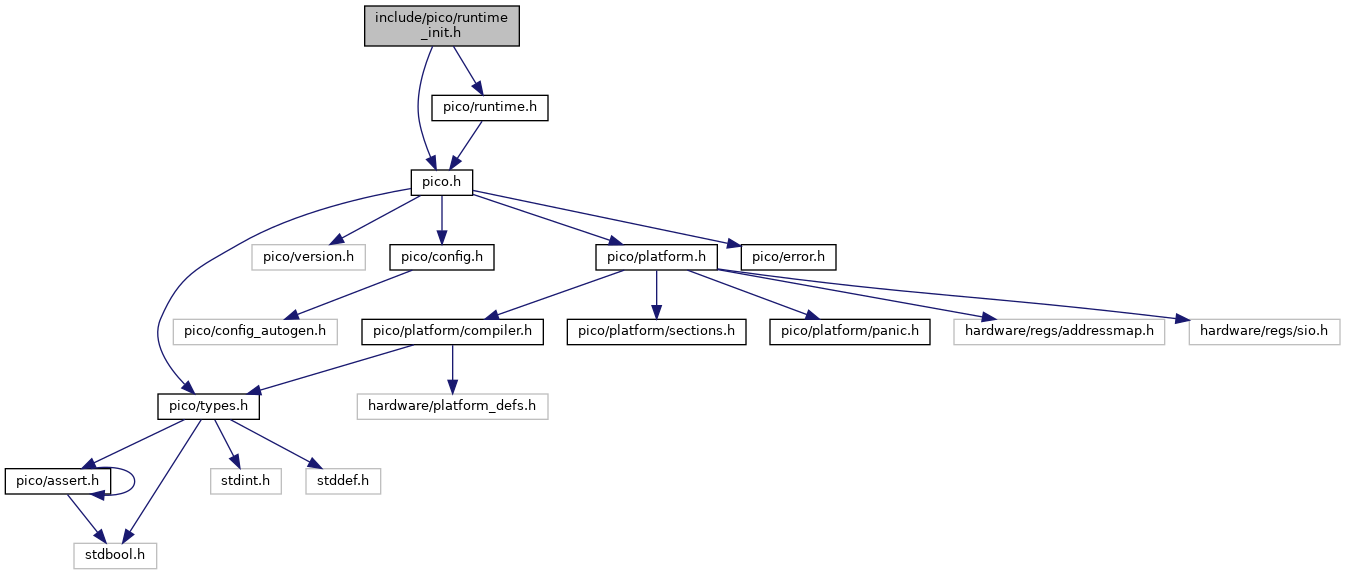 include/pico/runtime
_init.h
pico/runtime.h
pico.h
pico/version.h
pico/config.h
pico/platform.h
pico/error.h
pico/config_autogen.h
pico/platform/compiler.h
pico/platform/sections.h
pico/platform/panic.h
hardware/regs/addressmap.h
hardware/regs/sio.h
pico/types.h
hardware/platform_defs.h
pico/assert.h
stdint.h
stddef.h
stdbool.h